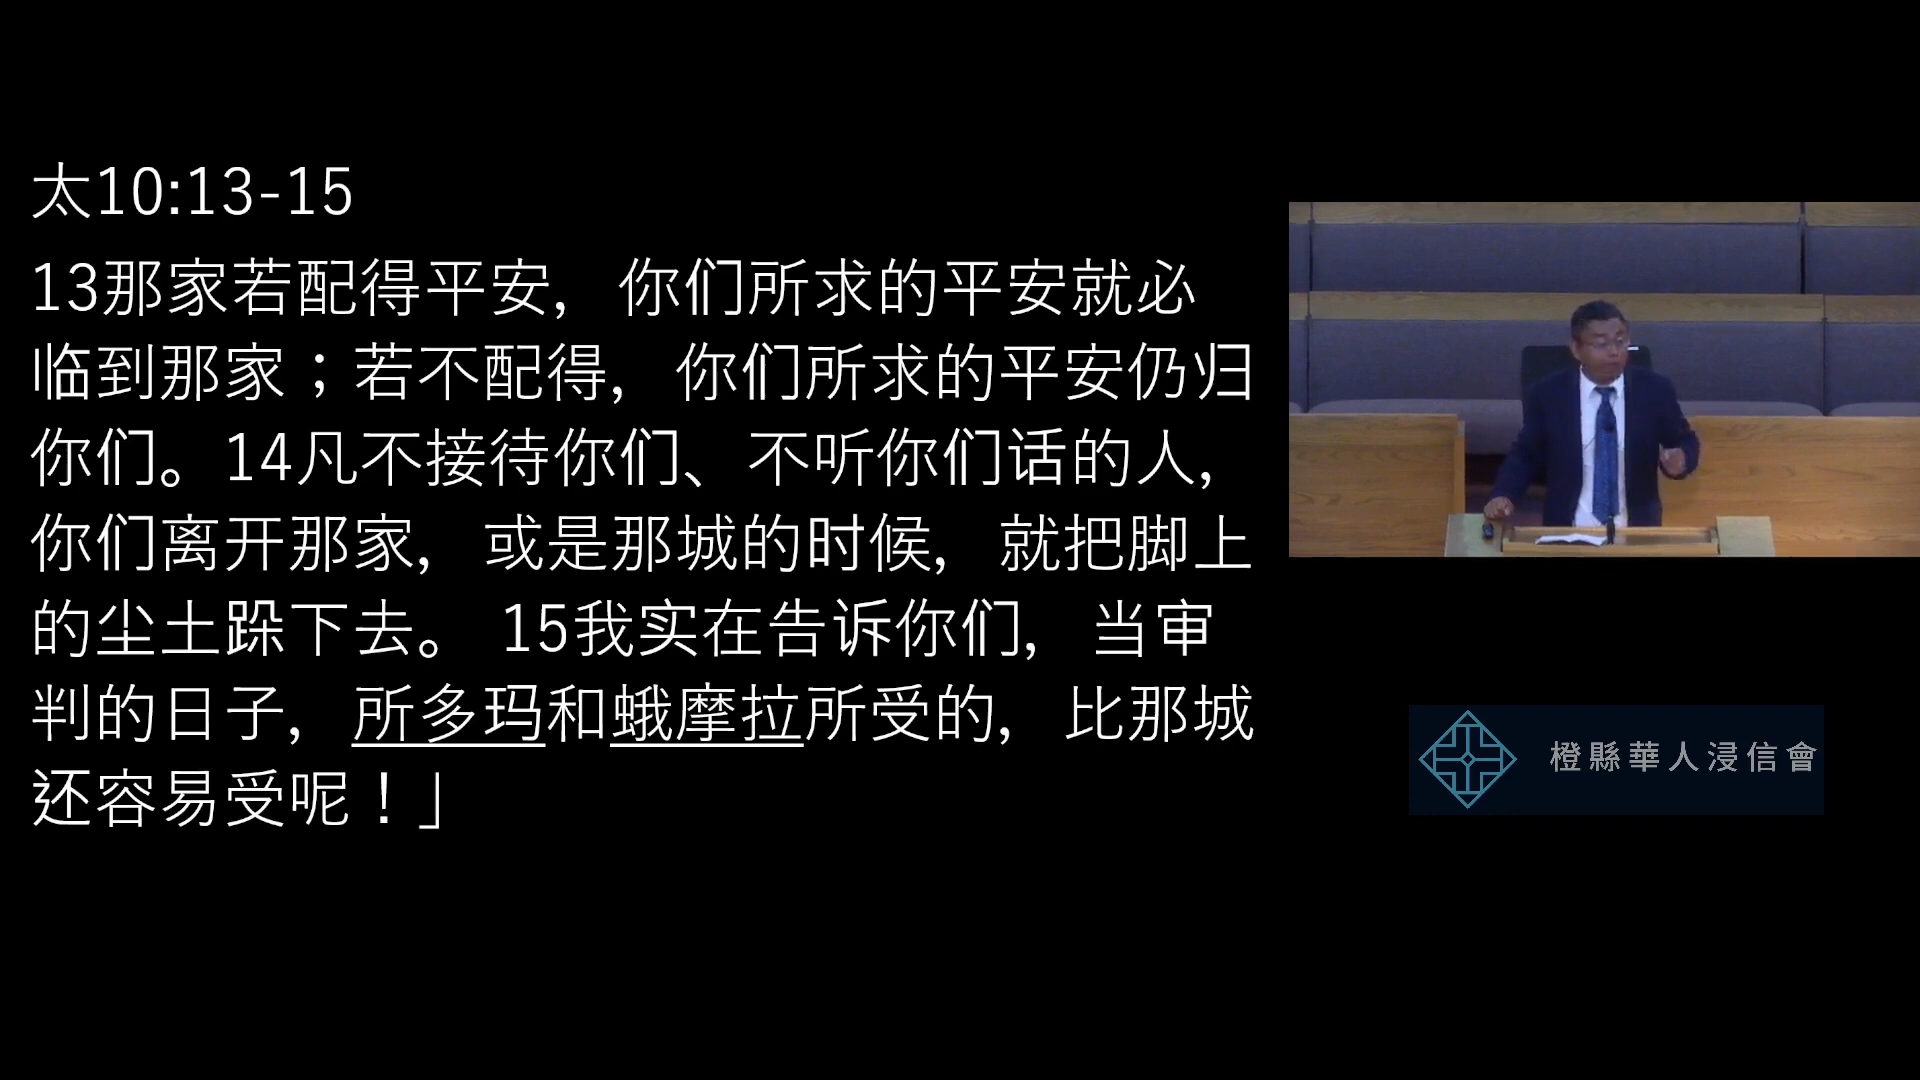 太10:13-15
13那家若配得平安，你们所求的平安就必
临到那家；若不配得，你们所求的平安仍归
你们。14凡不接待你们、不听你们话的人，
你们离开那家，或是那城的时候，就把脚上
的尘土跺下去。 15我实在告诉你们，当审
判的日子，所多玛和蛾摩拉所受的，比那城
还容易受呢！」
橙縣華人浸信會